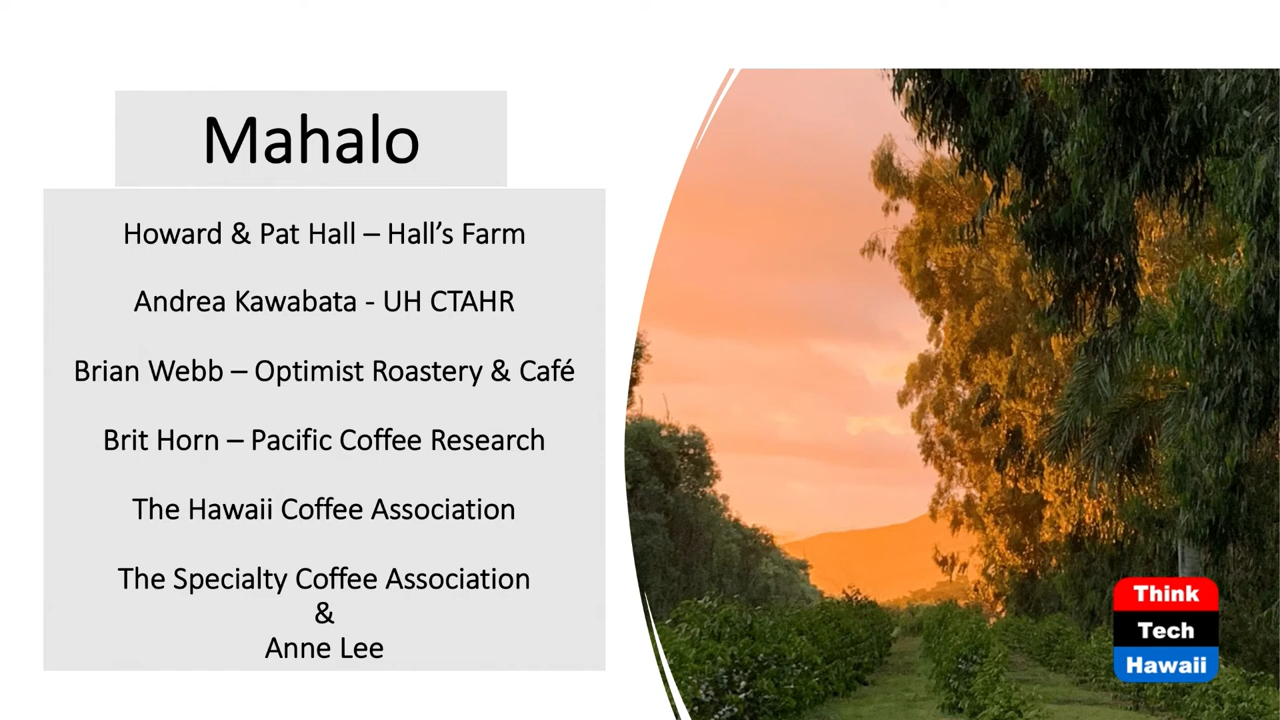 Mahalo
Howard & Pat Hall – Hall’s Farm
Andrea Kawabata - UH CTAHR
Brian Webb – Optimist Roastery & Café
Brit Horn – Pacific Coffee Research
The Hawaii Coffee Association
The Specialty Coffee Association
&
Anne Lee
Think
Tech
Hawaii